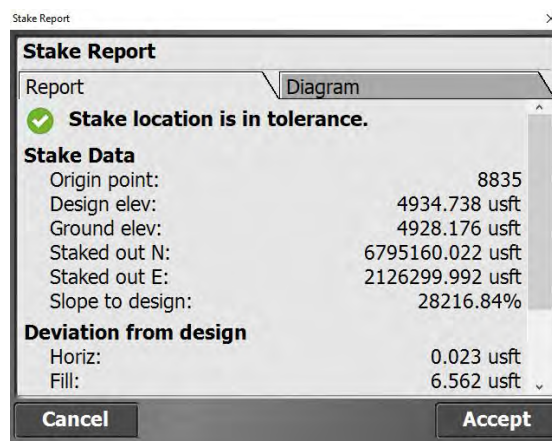 Stake Report
Stake Report
Report Diagram
Stake location is in tolerance.
Stake Data
Origin point: 8835
Design elev: 4934.738 usft
Ground elev: 4928.176 usft
Staked out N: 6795160.022 usft
Staked out E: 2126299.992 usft
Slope to design: 28216.84%
Deviation from design
Horiz: 0.023 usft
Fill: 6.562 usft
Cancel Accept